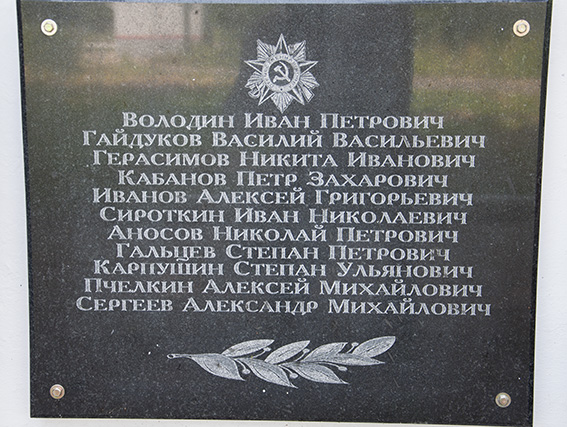 Володин Иван Петрович
Гайдуков Василий Васильевич
Герасимов Никита Иванович
Кабанов Петр Захарович
Иванов Алексей Григорьевич
Сироткин Иван Николаевич
Аносов Николай Петрович
Гальцев Степан Петрович
Карпушин Степан Ульянович
Пчелкин Алексей Михайлович
Сергеев Александр Михайлович